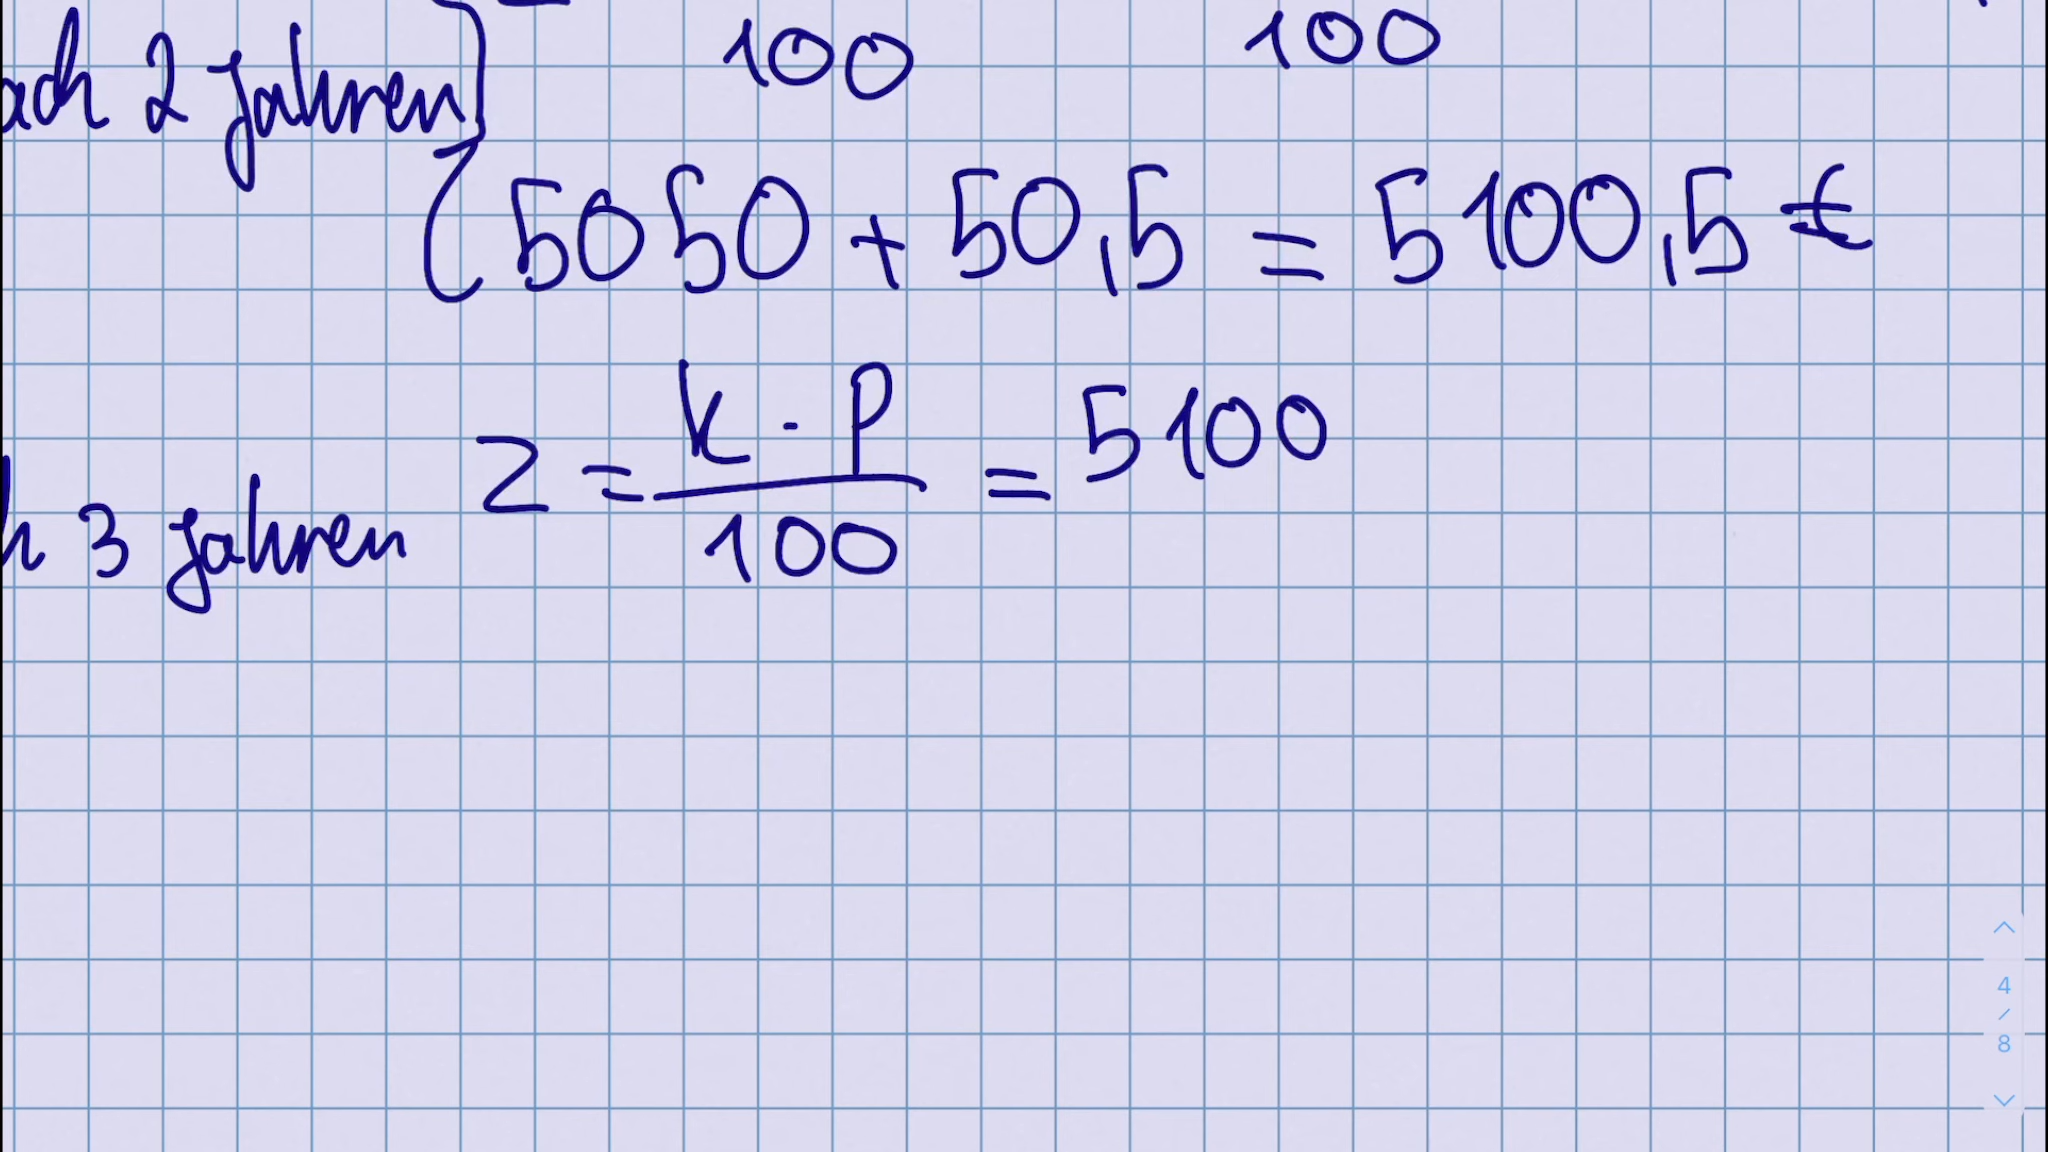 100 100
ach 2 Jahren
5050 + 50,5 = 5100,5 €
Z = K · P / 100 = 5100
h 3 Jahren
4
/
8